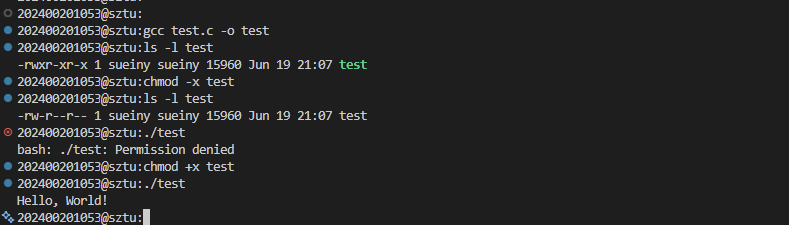 202400201053@sztu:
202400201053@sztu:gcc test.c -o test
202400201053@sztu:ls -l test
-rwxr-xr-x 1 sueiny sueiny 15960 Jun 19 21:07 test
202400201053@sztu:chmod -x test
202400201053@sztu:ls -l test
-rw-r--r-- 1 sueiny sueiny 15960 Jun 19 21:07 test
202400201053@sztu:./test
bash: ./test: Permission denied
202400201053@sztu:chmod +x test
202400201053@sztu:./test
Hello, World!
202400201053@sztu: